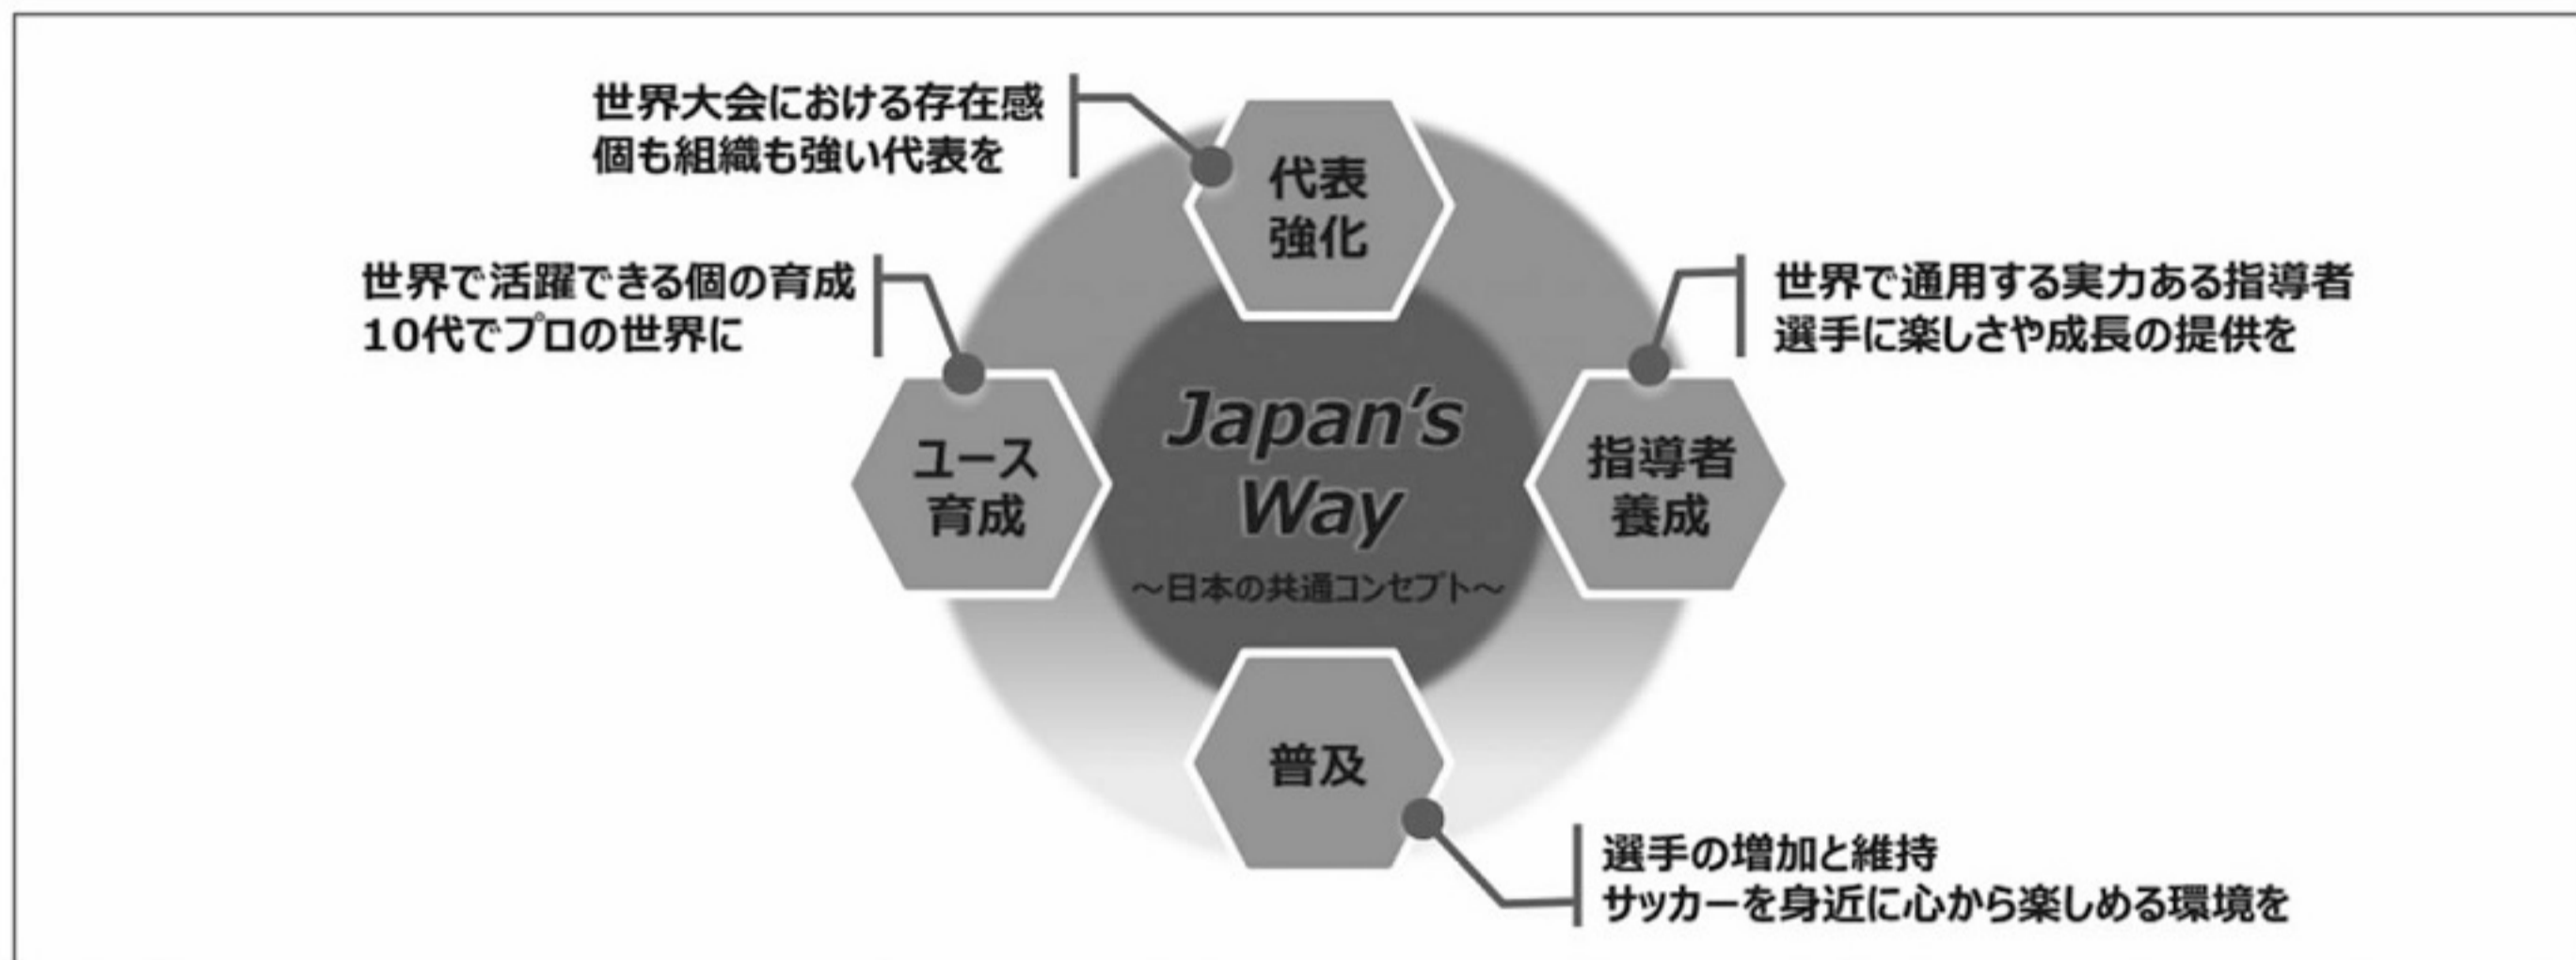 世界大会における存在感
個も組織も強い代表を
代表
強化
世界で活躍できる個の育成
10代でプロの世界に
世界で通用する実力ある指導者
選手に楽しさや成長の提供を
ユース
育成
Japan’s
Way
～日本の共通コンセプト～
指導者
養成
普及
選手の増加と維持
サッカーを身近に心から楽しめる環境を